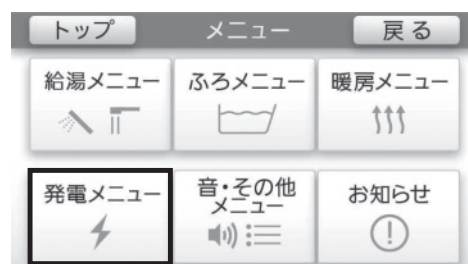 トップ メニュー 戻る
給湯メニュー ふろメニュー 暖房メニュー
発電メニュー 音・その他 お知らせ
メニュー